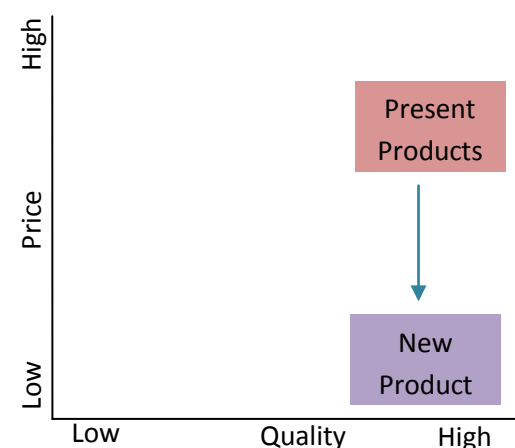 High
Present
Products
Price
New
Product
Low
Low Quality High